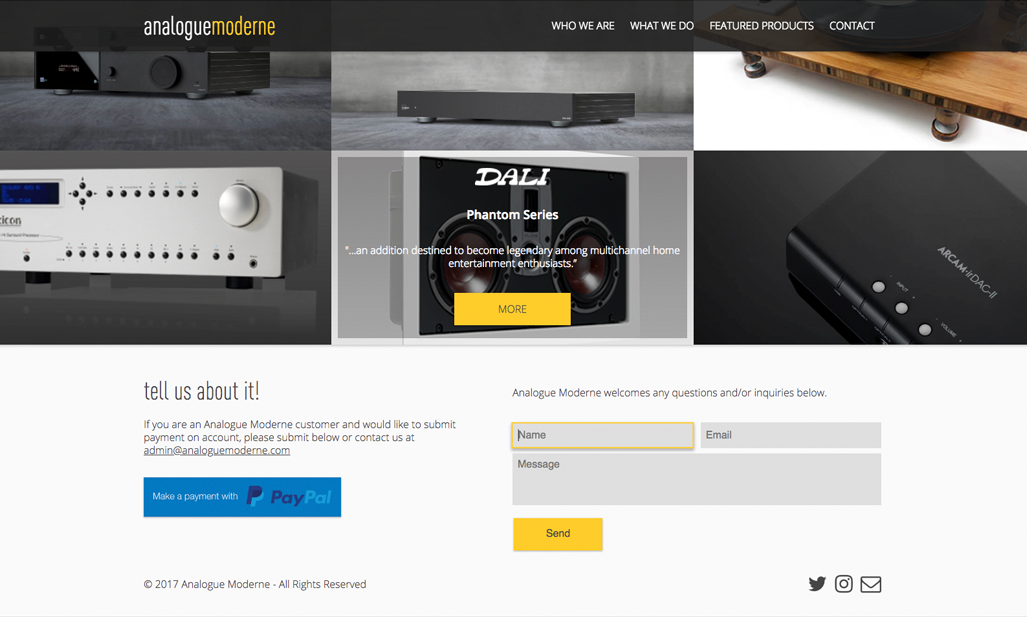 analoguemoderne
WHO WE ARE WHAT WE DO FEATURED PRODUCTS CONTACT
DALI
Phantom Series
"...an addition destined to become legendary among multichannel home
entertainment enthusiasts."
MORE
ARCAM-irDAC-II
INPUT
VOLUME
tell us about it!
If you are an Analogue Moderne customer and would like to submit
payment on account, please submit below or contact us at
admin@analoguemoderne.com
Make a payment with PayPal
Analogue Moderne welcomes any questions and/or inquiries below.
Name
Email
Message
Send
© 2017 Analogue Moderne - All Rights Reserved